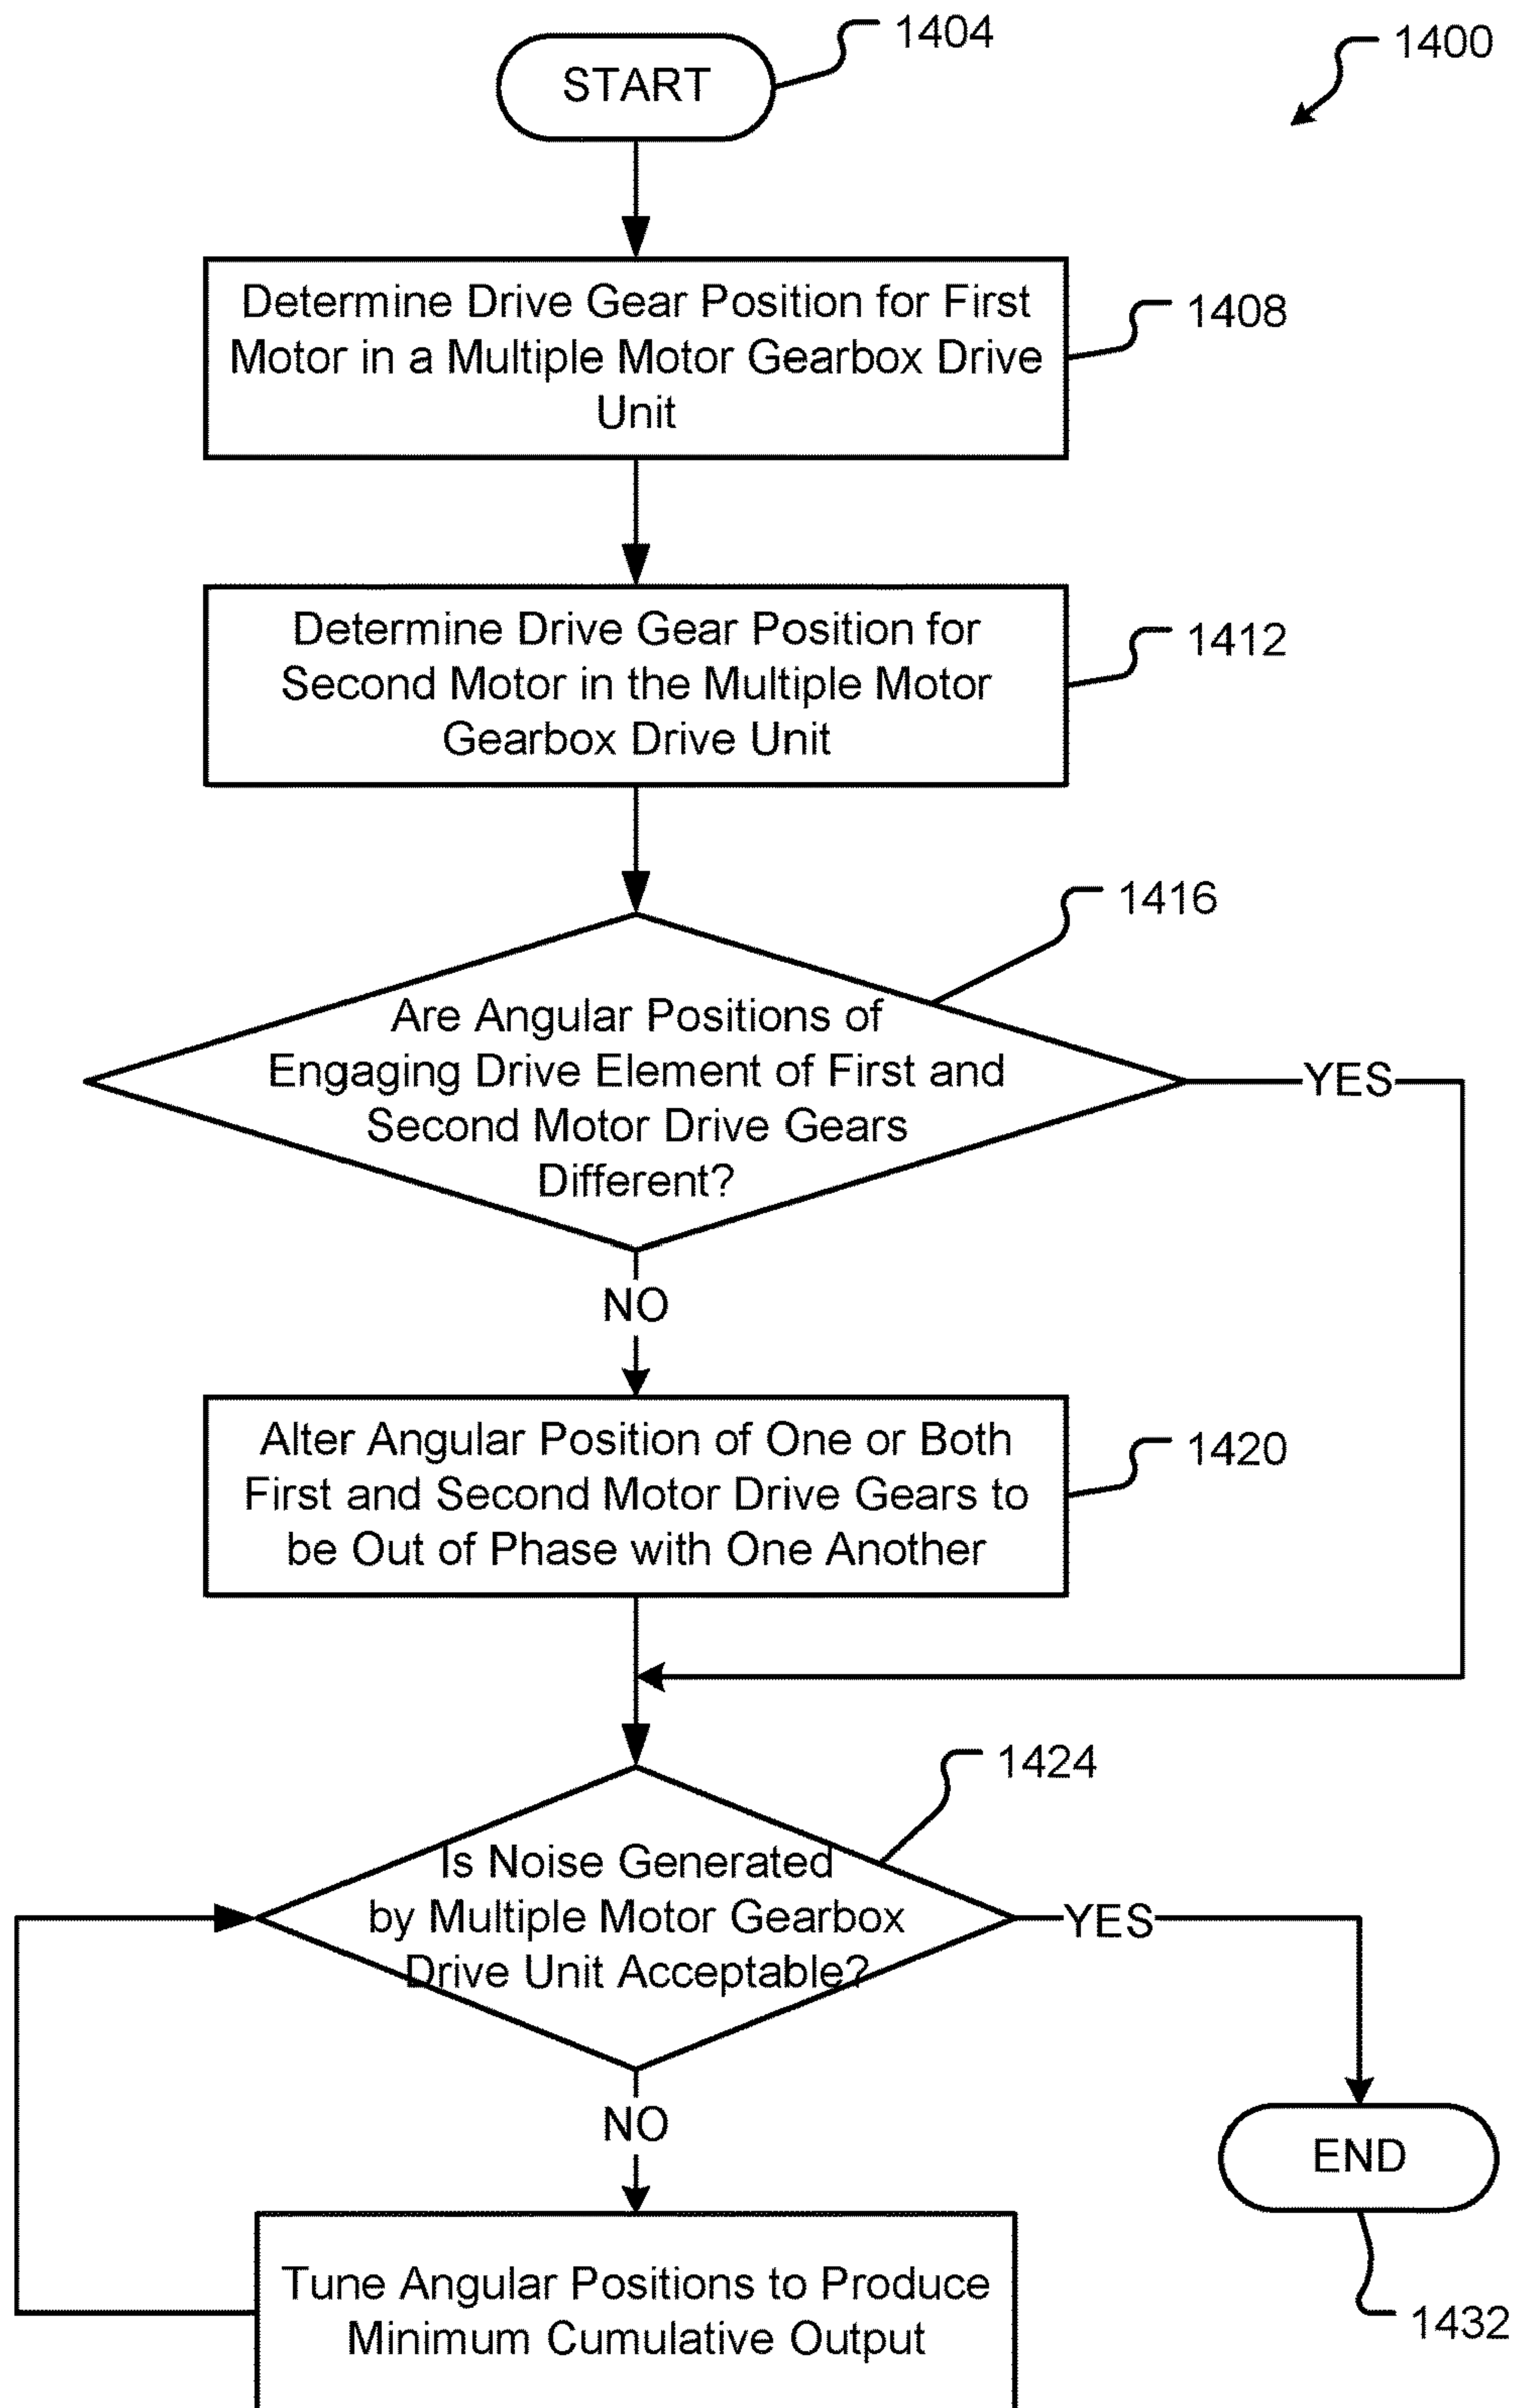 1404
1400
START
Determine Drive Gear Position for First
Motor in a Multiple Motor Gearbox Drive
Unit
1408
Determine Drive Gear Position for
Second Motor in the Multiple Motor
Gearbox Drive Unit
1412
1416
Are Angular Positions of
Engaging Drive Element of First and
Second Motor Drive Gears
Different?
YES
NO
Alter Angular Position of One or Both
First and Second Motor Drive Gears to
be Out of Phase with One Another
1420
1424
Is Noise Generated
by Multiple Motor Gearbox
Drive Unit Acceptable?
YES
NO
END
1432
Tune Angular Positions to Produce
Minimum Cumulative Output